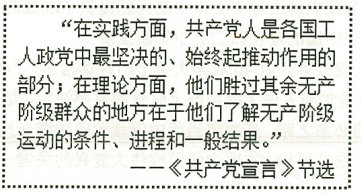 “在实践方面，共产党人是各国工
人政党中最坚决的、始终起推动作用的
部分；在理论方面，他们胜过其余无产
阶级群众的地方在于他们了解无产阶级
运动的条件、进程和一般结果。”
——《共产党宣言》节选